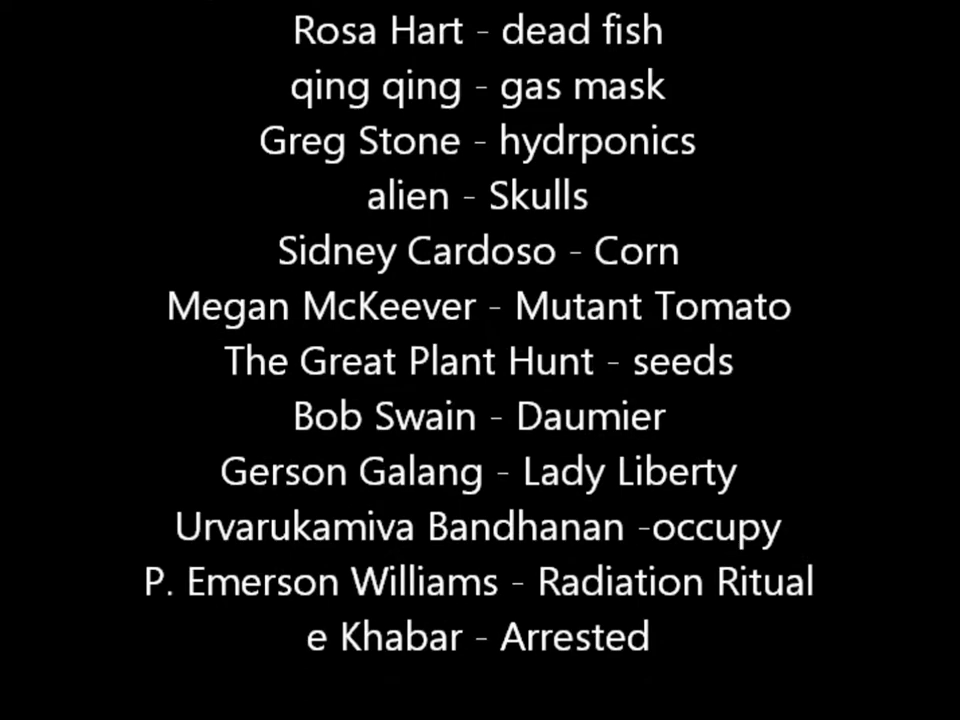 Rosa Hart - dead fish
qing qing - gas mask
Greg Stone - hydrponics
alien - Skulls
Sidney Cardoso - Corn
Megan McKeever - Mutant Tomato
The Great Plant Hunt - seeds
Bob Swain - Daumier
Gerson Galang - Lady Liberty
Urvarukamiva Bandhanan -occupy
P. Emerson Williams - Radiation Ritual
e Khabar - Arrested